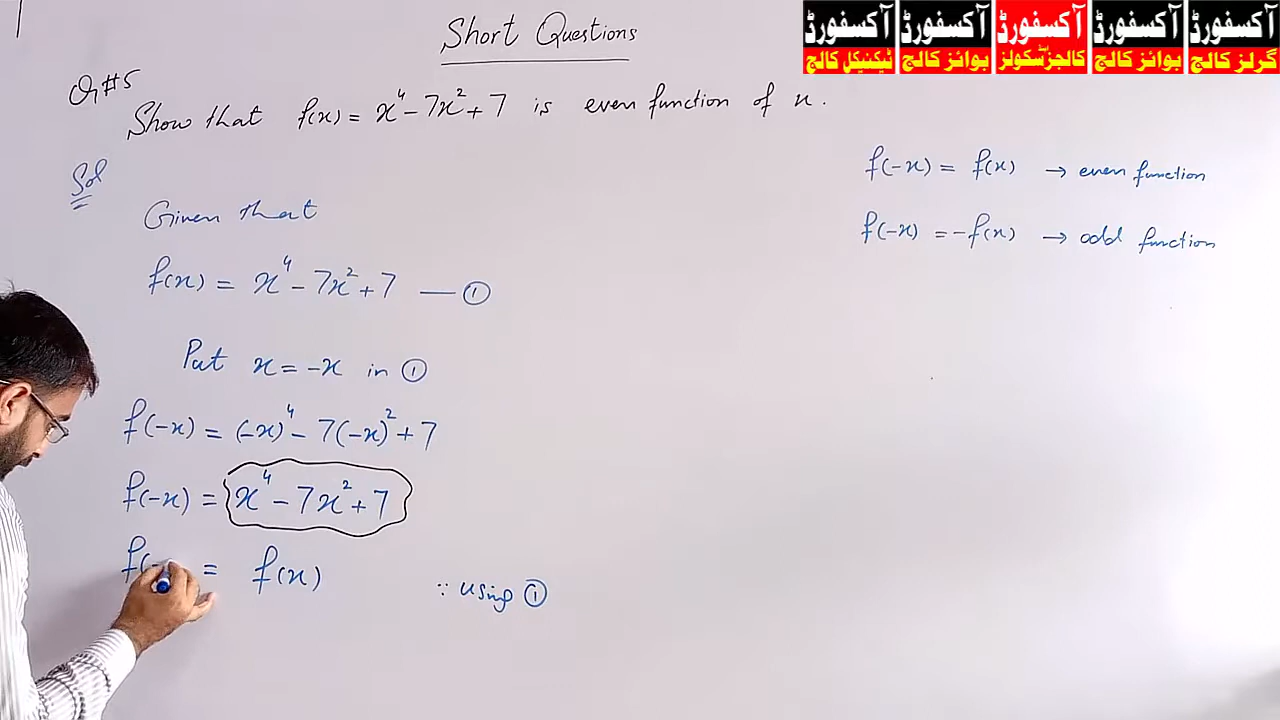 Short Questions
آکسفورڈ ٹیکنیکل کالج
آکسفورڈ بوائز کالج
آکسفورڈ کالجز اینڈ سکولز
آکسفورڈ بوائز کالج
آکسفورڈ گرلز کالج
Q#5
Show that f(x) = x⁴ - 7x² + 7 is even function of x.
Sol
Given that
f(x) = x⁴ - 7x² + 7 — ①
Put x = -x in ①
f(-x) = (-x)⁴ - 7(-x)² + 7
f(-x) = x⁴ - 7x² + 7
f(- = f(x) ∵ using ①
f(-x) = f(x) → even function
f(-x) = -f(x) → odd function